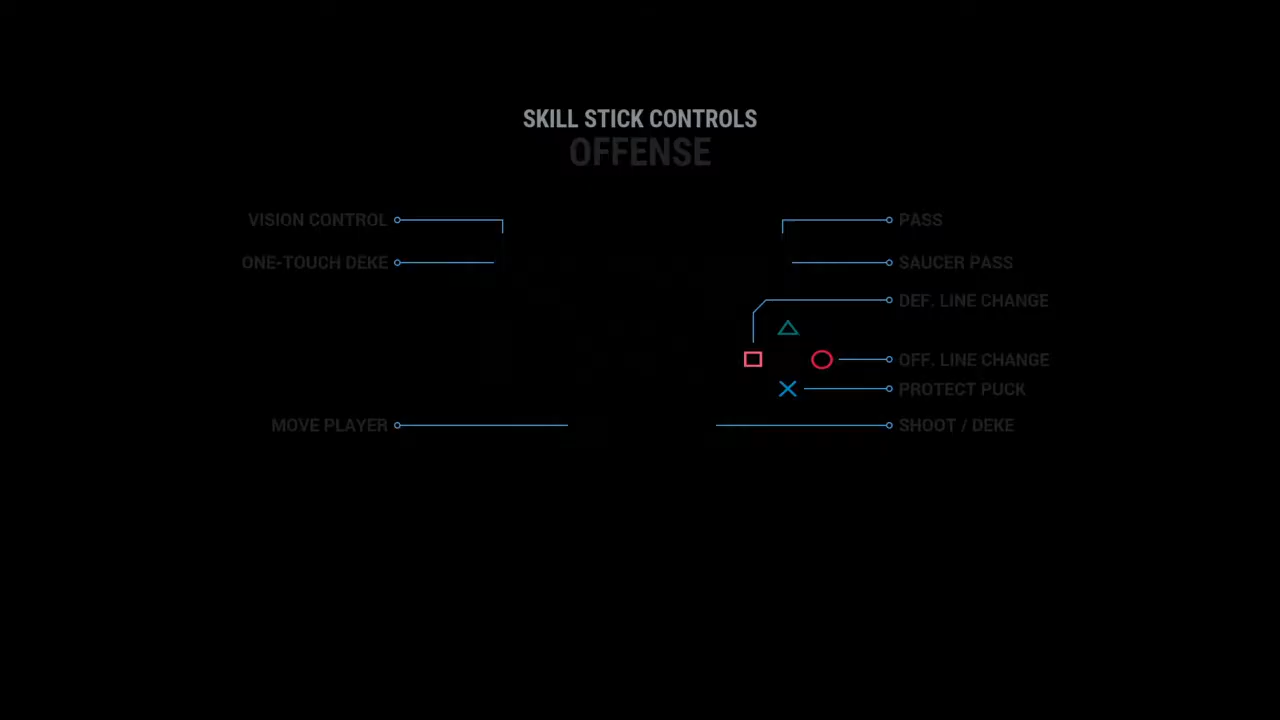 SKILL STICK CONTROLS
OFFENSE
VISION CONTROL
PASS
ONE-TOUCH DEKE
SAUCER PASS
DEF. LINE CHANGE
OFF. LINE CHANGE
PROTECT PUCK
MOVE PLAYER
SHOOT / DEKE